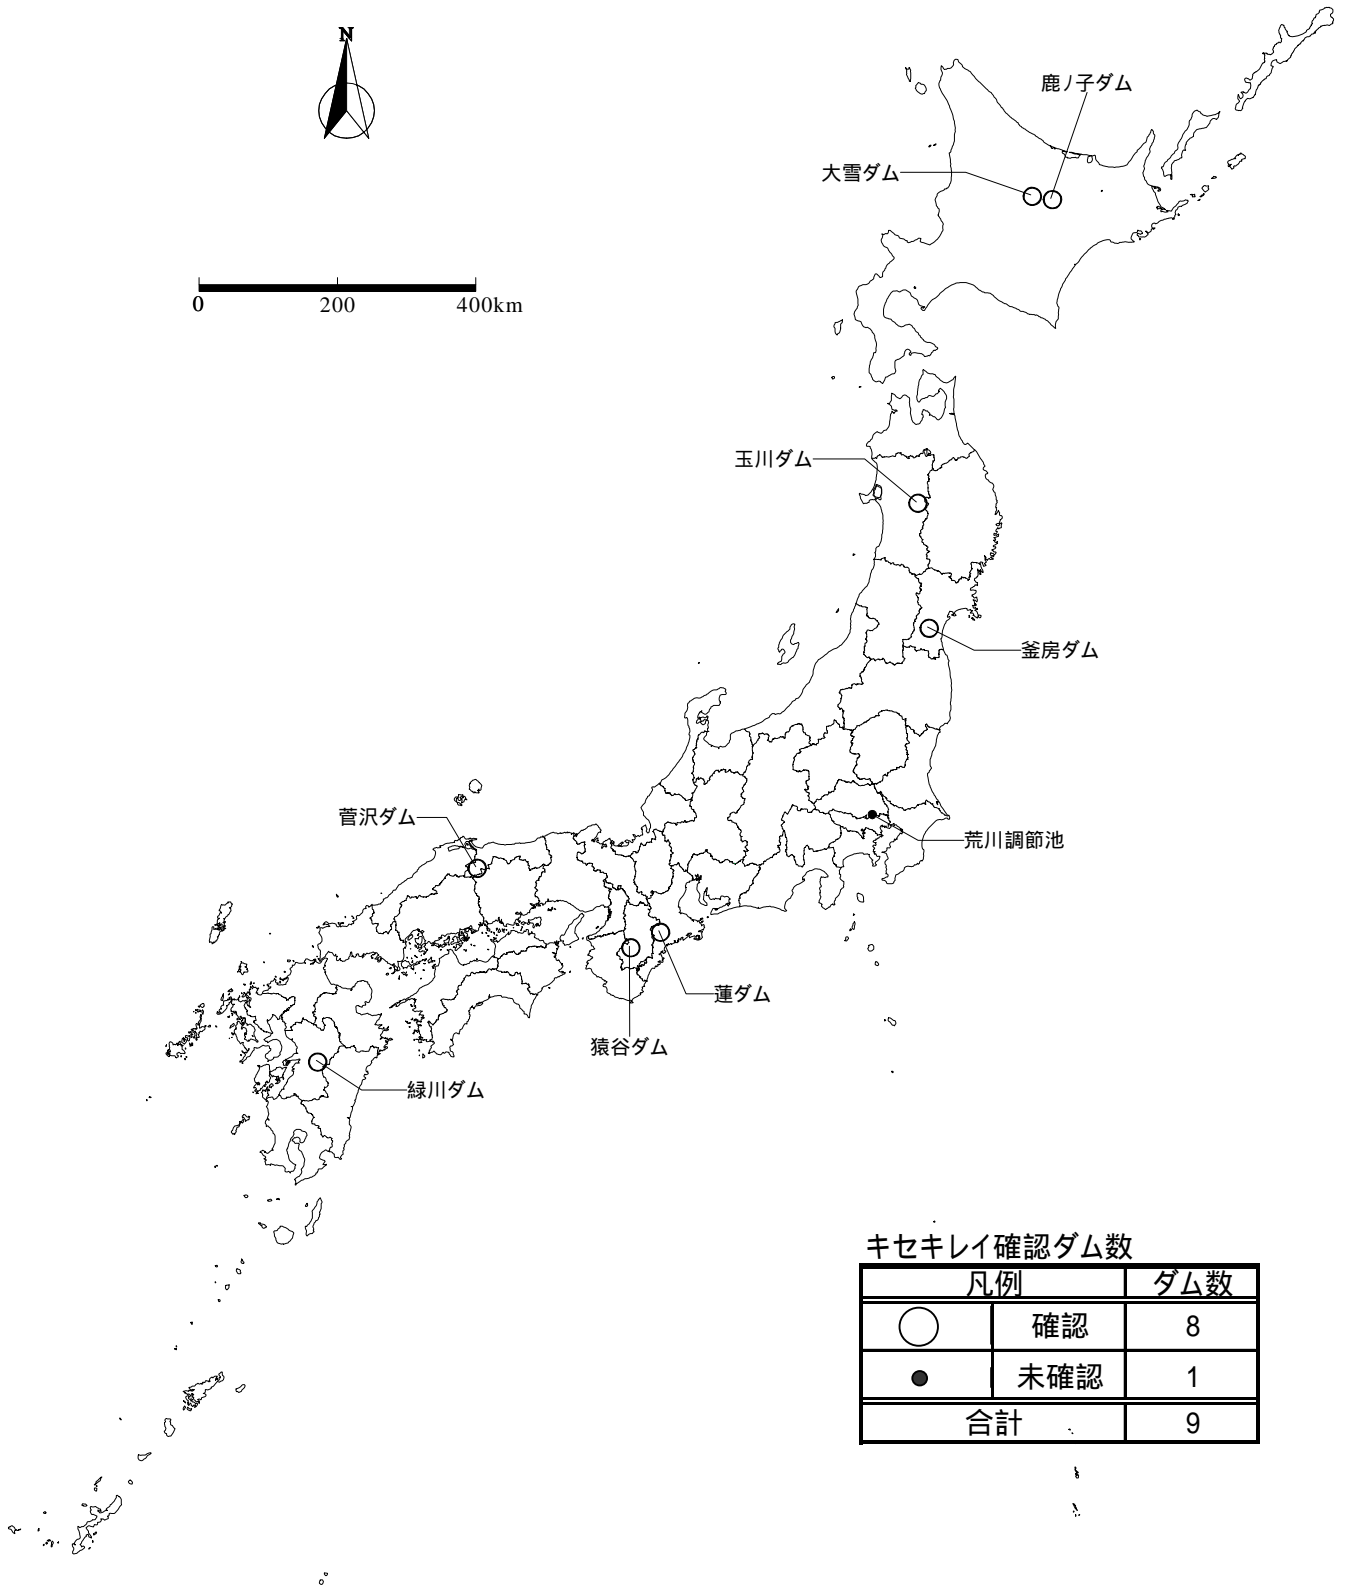 N
鹿ノ子ダム
大雪ダム
0 200 400km
玉川ダム
釜房ダム
菅沢ダム
荒川調節池
蓮ダム
猿谷ダム
緑川ダム
キセキレイ確認ダム数
凡例 ダム数
確認 8
未確認 1
合計 9